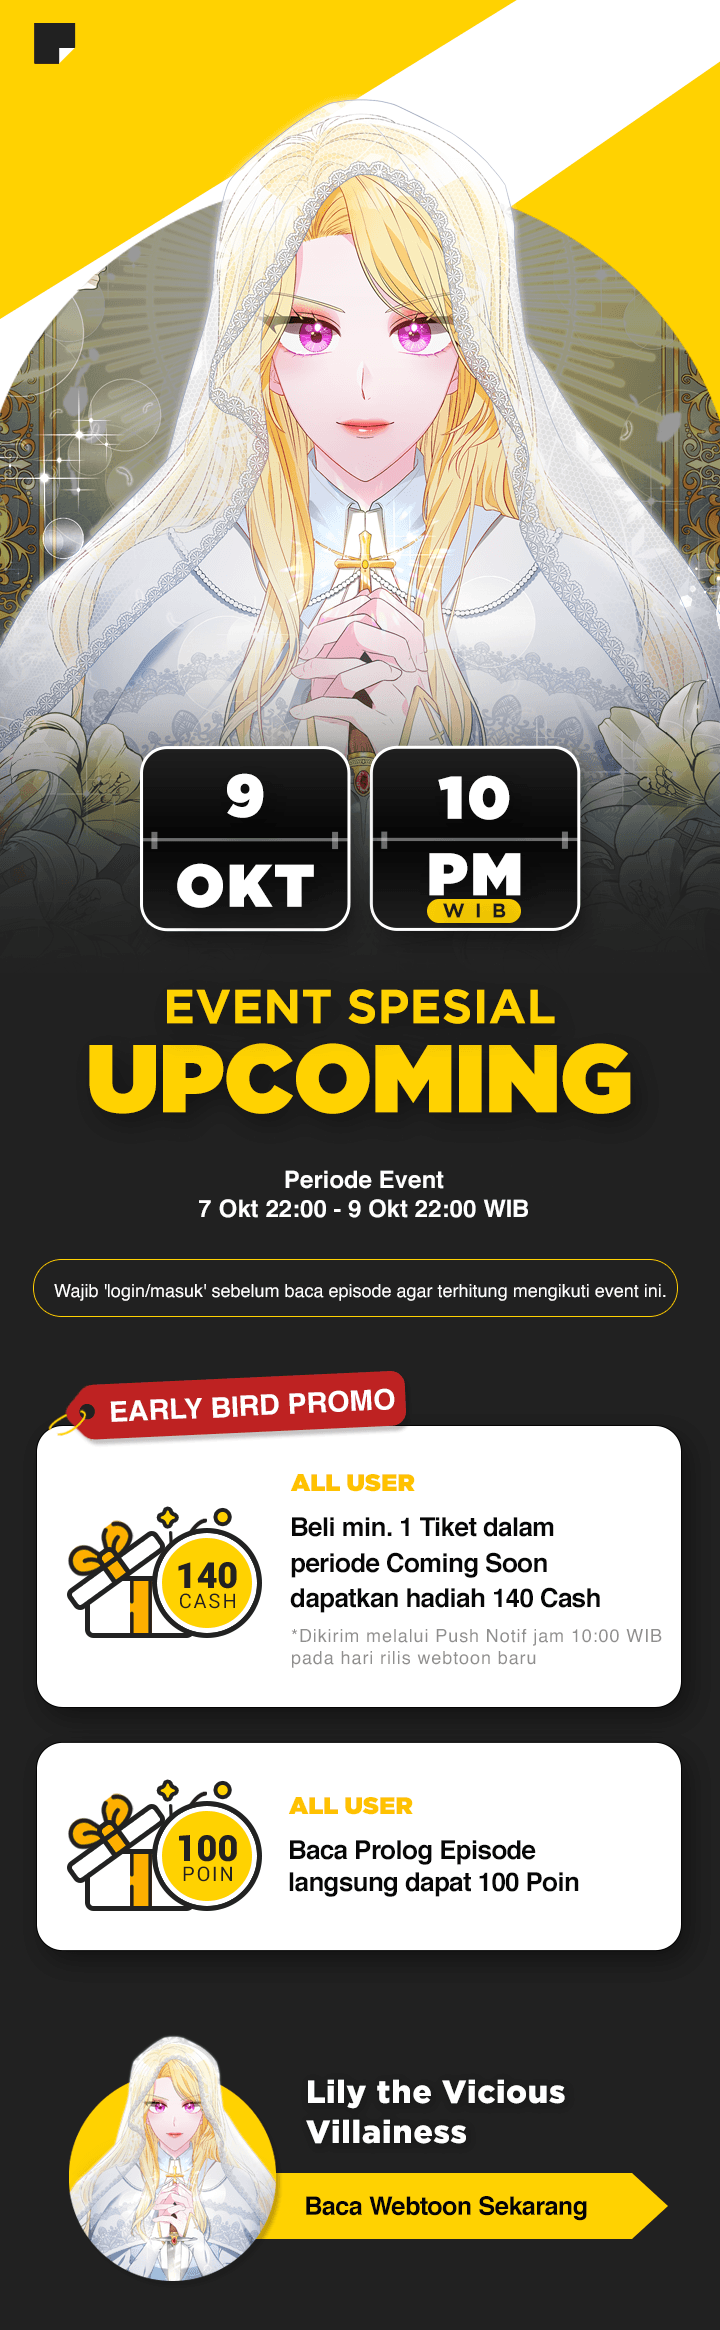 9
OKT
10
PM
WIB
EVENT SPESIAL
UPCOMING
Periode Event
7 Okt 22:00 - 9 Okt 22:00 WIB
Wajib 'login/masuk' sebelum baca episode agar terhitung mengikuti event ini.
EARLY BIRD PROMO
140
CASH
ALL USER
Beli min. 1 Tiket dalam
periode Coming Soon
dapatkan hadiah 140 Cash
*Dikirim melalui Push Notif jam 10:00 WIB
pada hari rilis webtoon baru
100
POIN
ALL USER
Baca Prolog Episode
langsung dapat 100 Poin
Lily the Vicious
Villainess
Baca Webtoon Sekarang